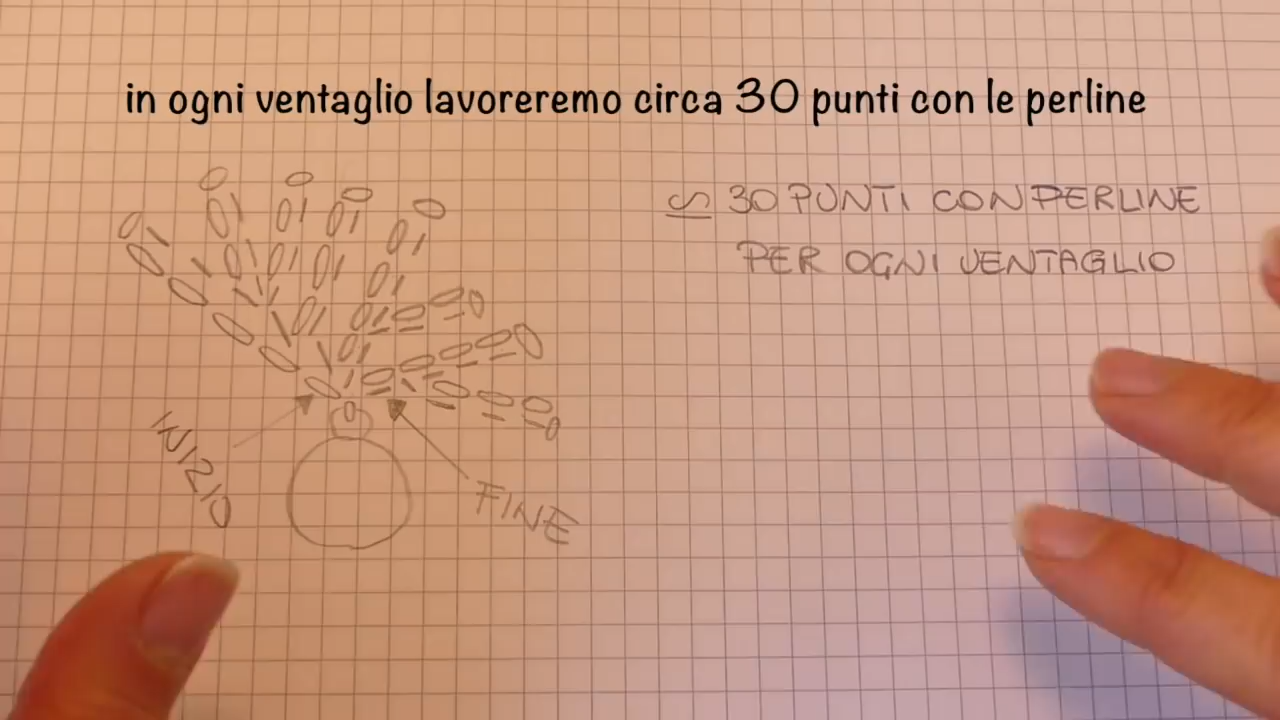 in ogni ventaglio lavoreremo circa 30 punti con le perline
≈ 30 PUNTI CON PERLINE
PER OGNI VENTAGLIO
INIZIO
FINE